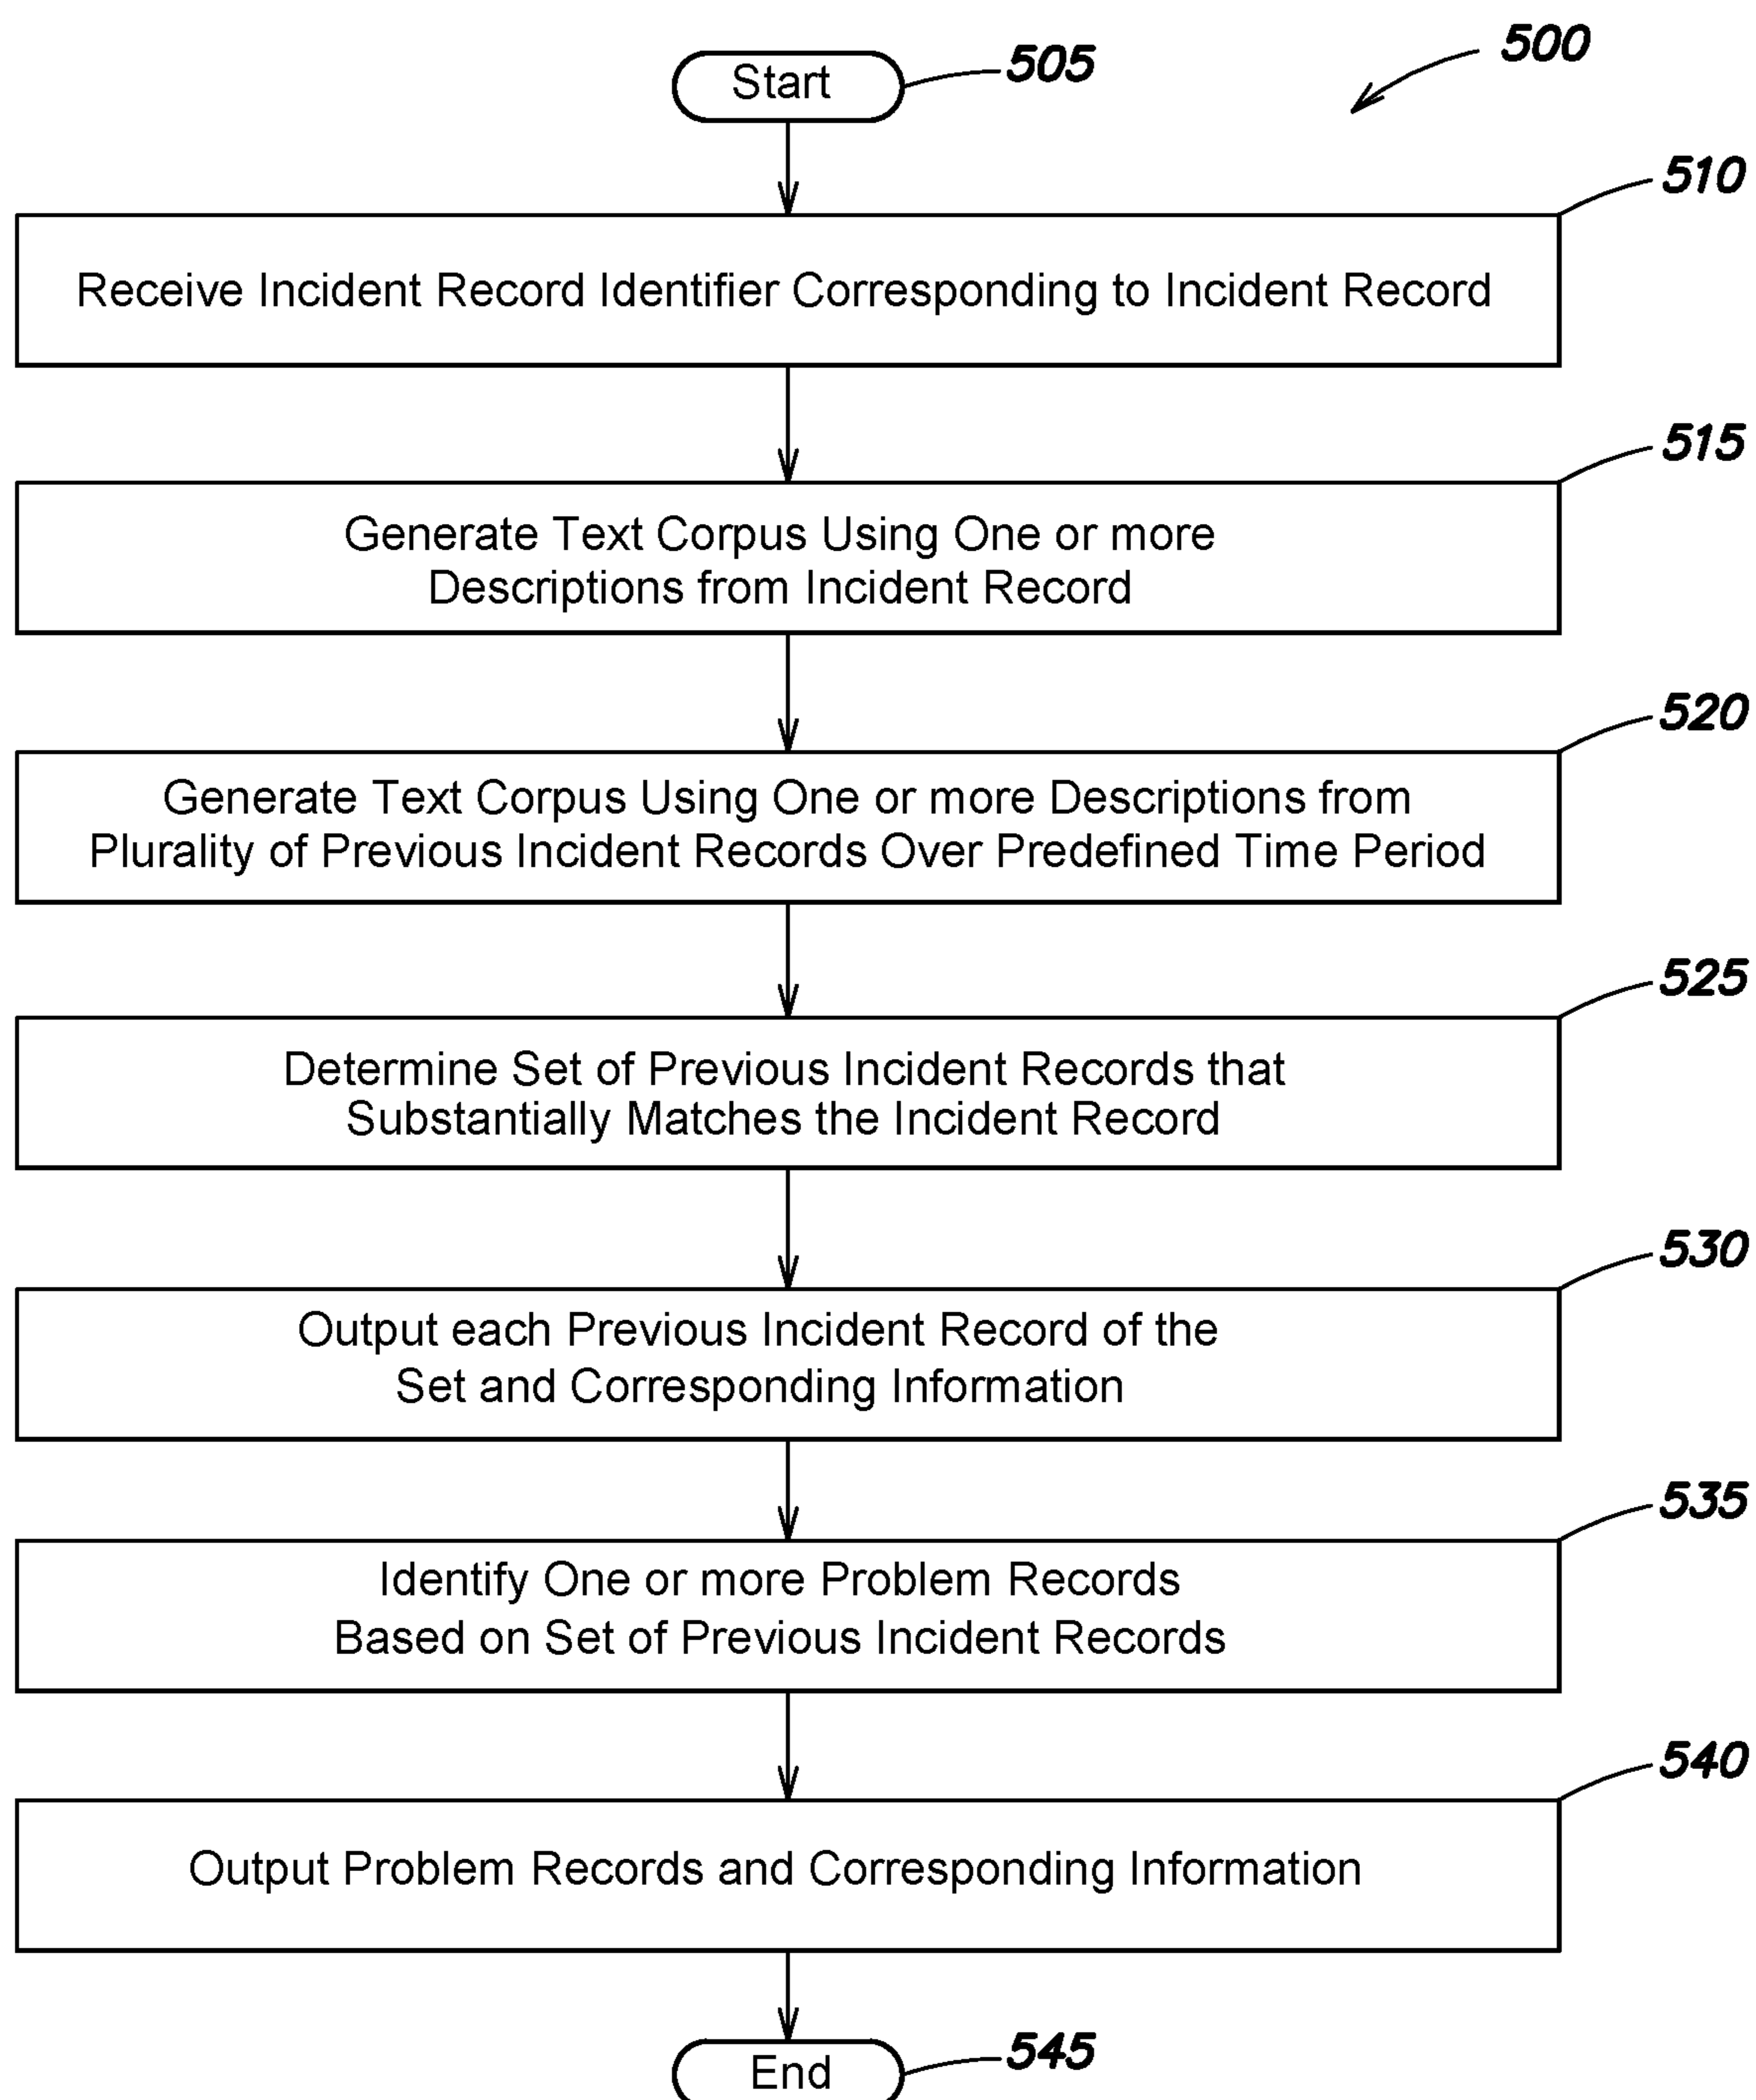 500
Start
505
510
Receive Incident Record Identifier Corresponding to Incident Record
515
Generate Text Corpus Using One or more
Descriptions from Incident Record
520
Generate Text Corpus Using One or more Descriptions from
Plurality of Previous Incident Records Over Predefined Time Period
525
Determine Set of Previous Incident Records that
Substantially Matches the Incident Record
530
Output each Previous Incident Record of the
Set and Corresponding Information
535
Identify One or more Problem Records
Based on Set of Previous Incident Records
540
Output Problem Records and Corresponding Information
End
545